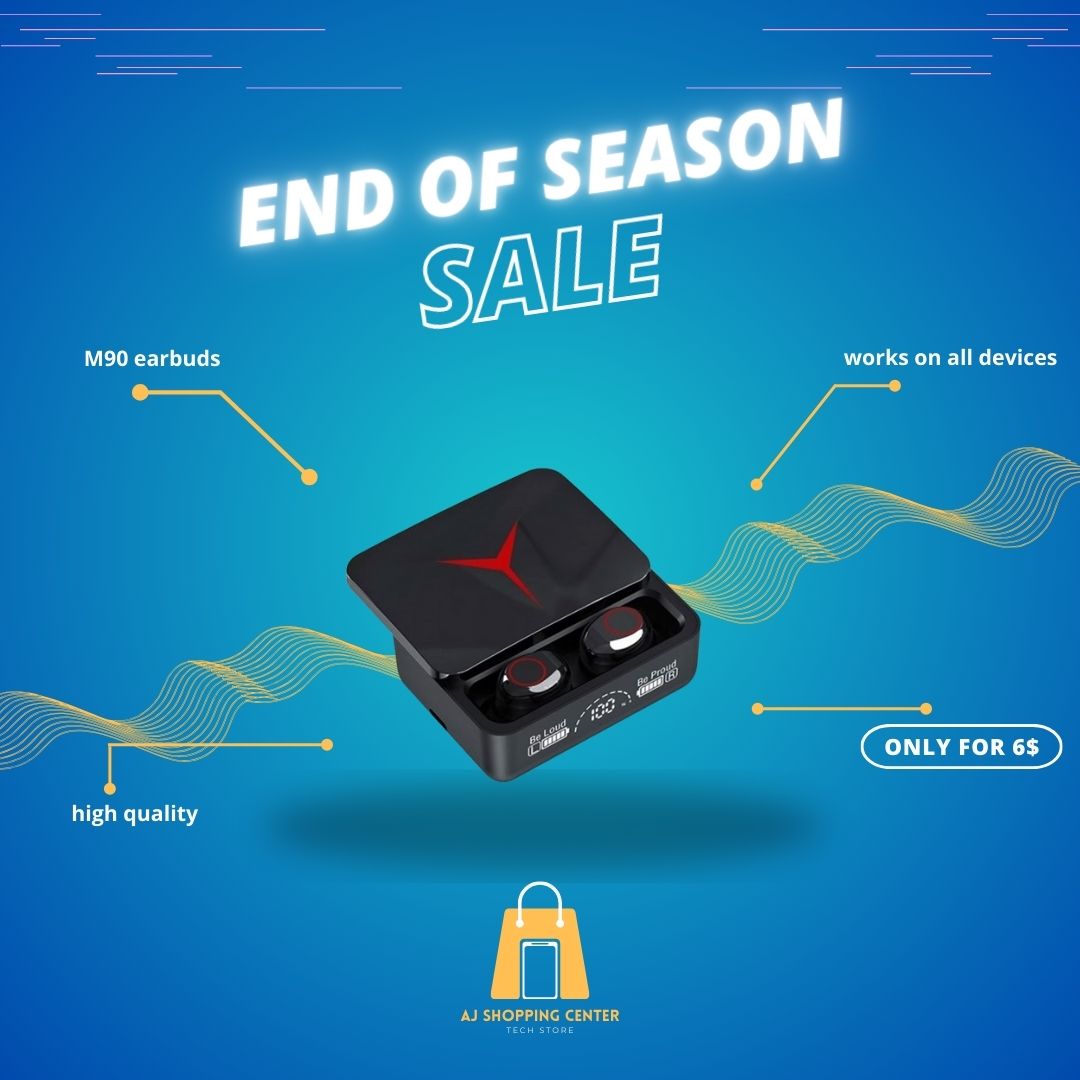 END OF SEASON
SALE
M90 earbuds
works on all devices
Be Proud
R
100 %
Be Loud
L
ONLY FOR 6$
high quality
AJ SHOPPING CENTER
TECH STORE